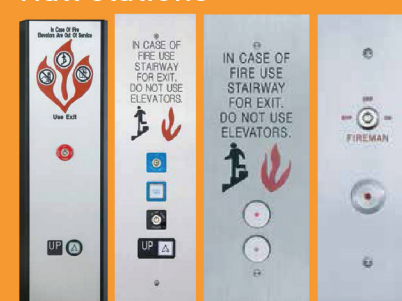 In Case Of Fire
Elevators Are Out Of Service
Use Exit
UP
IN CASE OF
FIRE USE
STAIRWAY
FOR EXIT.
DO NOT USE
ELEVATORS.
UP
IN CASE OF
FIRE USE
STAIRWAY
FOR EXIT.
DO NOT USE
ELEVATORS.
OFF
ON
FIREMAN